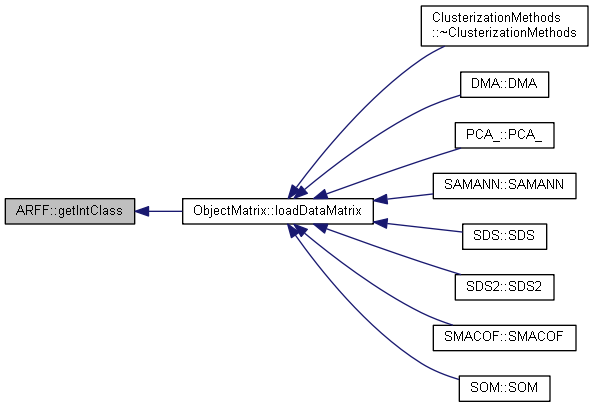 ClusterizationMethods
::~ClusterizationMethods
DMA::DMA
PCA_::PCA_
SAMANN::SAMANN
ARFF::getIntClass
ObjectMatrix::loadDataMatrix
SDS::SDS
SDS2::SDS2
SMACOF::SMACOF
SOM::SOM